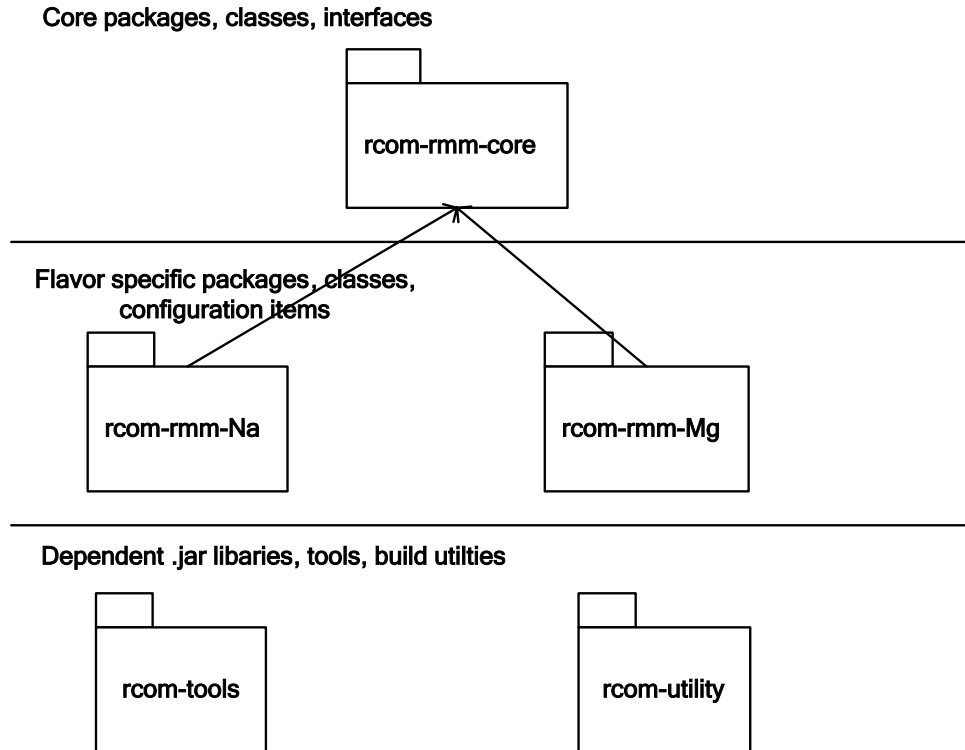 Core packages, classes, interfaces
rcom-rmm-core
Flavor specific packages, classes,
configuration items
rcom-rmm-Na
rcom-rmm-Mg
Dependent .jar libaries, tools, build utilties
rcom-tools
rcom-utility